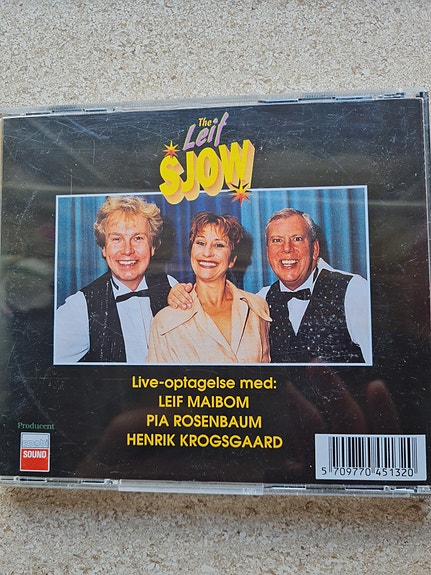 The
Leif
SJOW
Live-optagelse med:
LEIF MAIBOM
PIA ROSENBAUM
HENRIK KROGSGAARD
Producent
SOUND
5 709770 451320